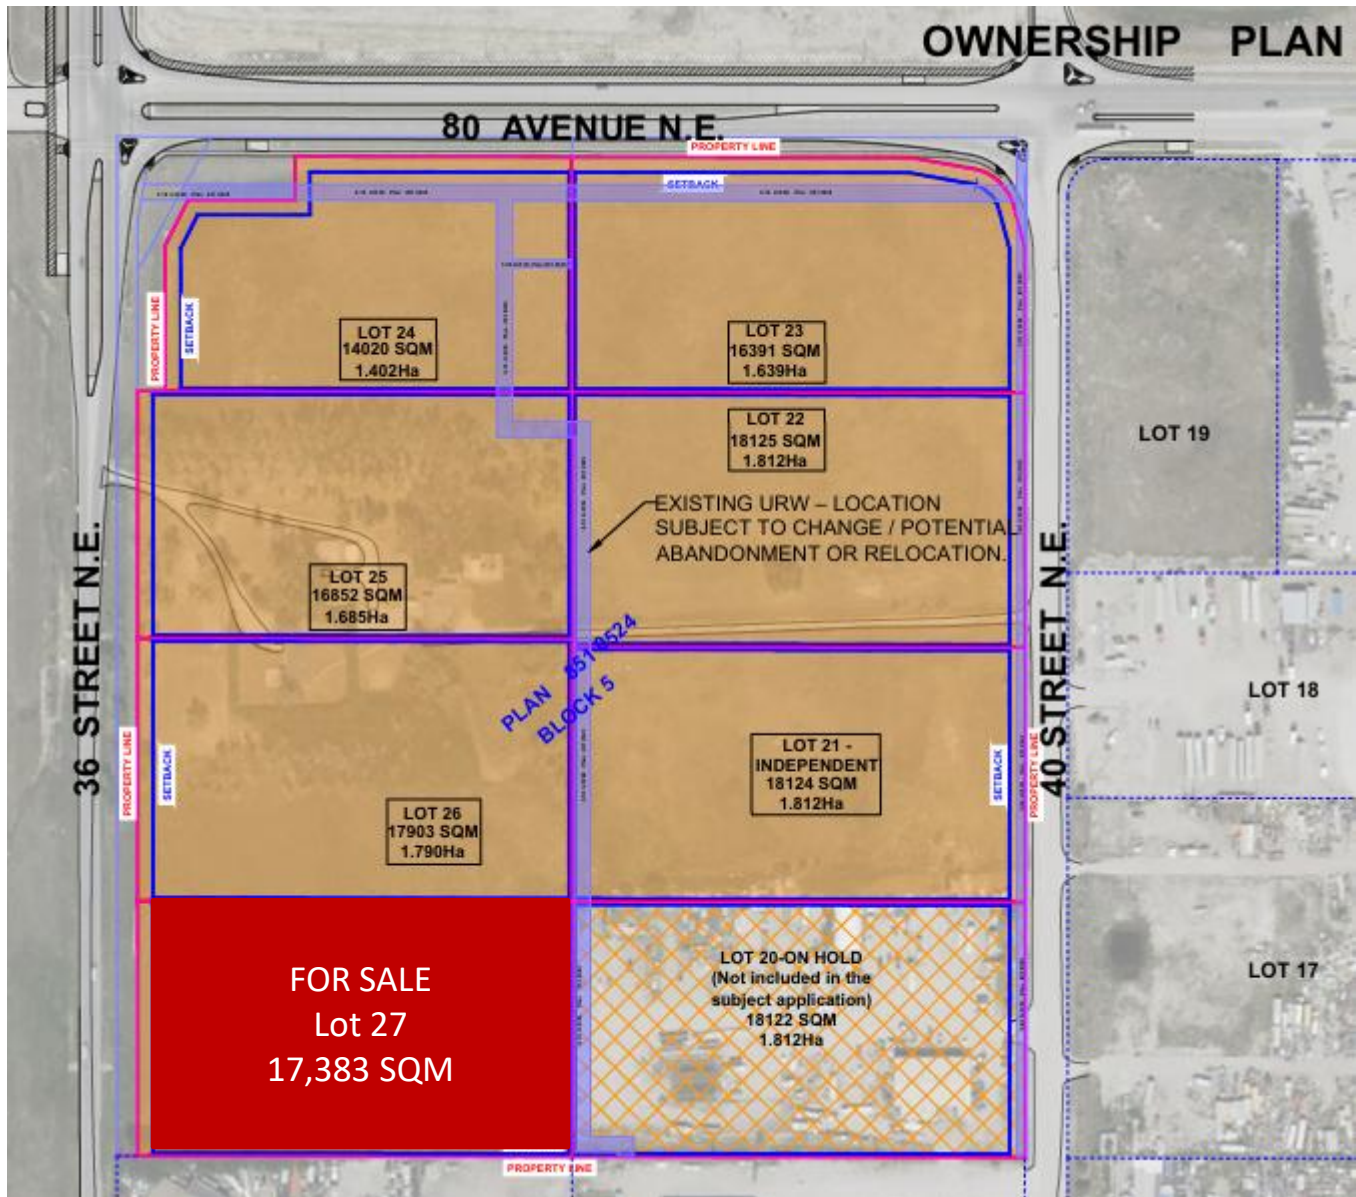 OWNERSHIP PLAN
80 AVENUE N.E.
PROPERTY LINE
SETBACK
PROPERTY LINE
SETBACK
LOT 24
14020 SQM
1.402Ha
LOT 23
16391 SQM
1.639Ha
LOT 22
18125 SQM
1.812Ha
LOT 19
EXISTING URW – LOCATION
SUBJECT TO CHANGE / POTENTIA
ABANDONMENT OR RELOCATION.
36 STREET N.E.
40 STREET N.E.
LOT 25
16852 SQM
1.685Ha
PLAN
BLOCK 5
LOT 18
PROPERTY LINE
SETBACK
LOT 21 -
INDEPENDENT
18124 SQM
1.812Ha
SETBACK
PROPERTY LINE
LOT 26
17903 SQM
1.790Ha
FOR SALE
Lot 27
17,383 SQM
LOT 20-ON HOLD
(Not included in the
subject application)
18122 SQM
1.812Ha
LOT 17
PROPERTY LINE